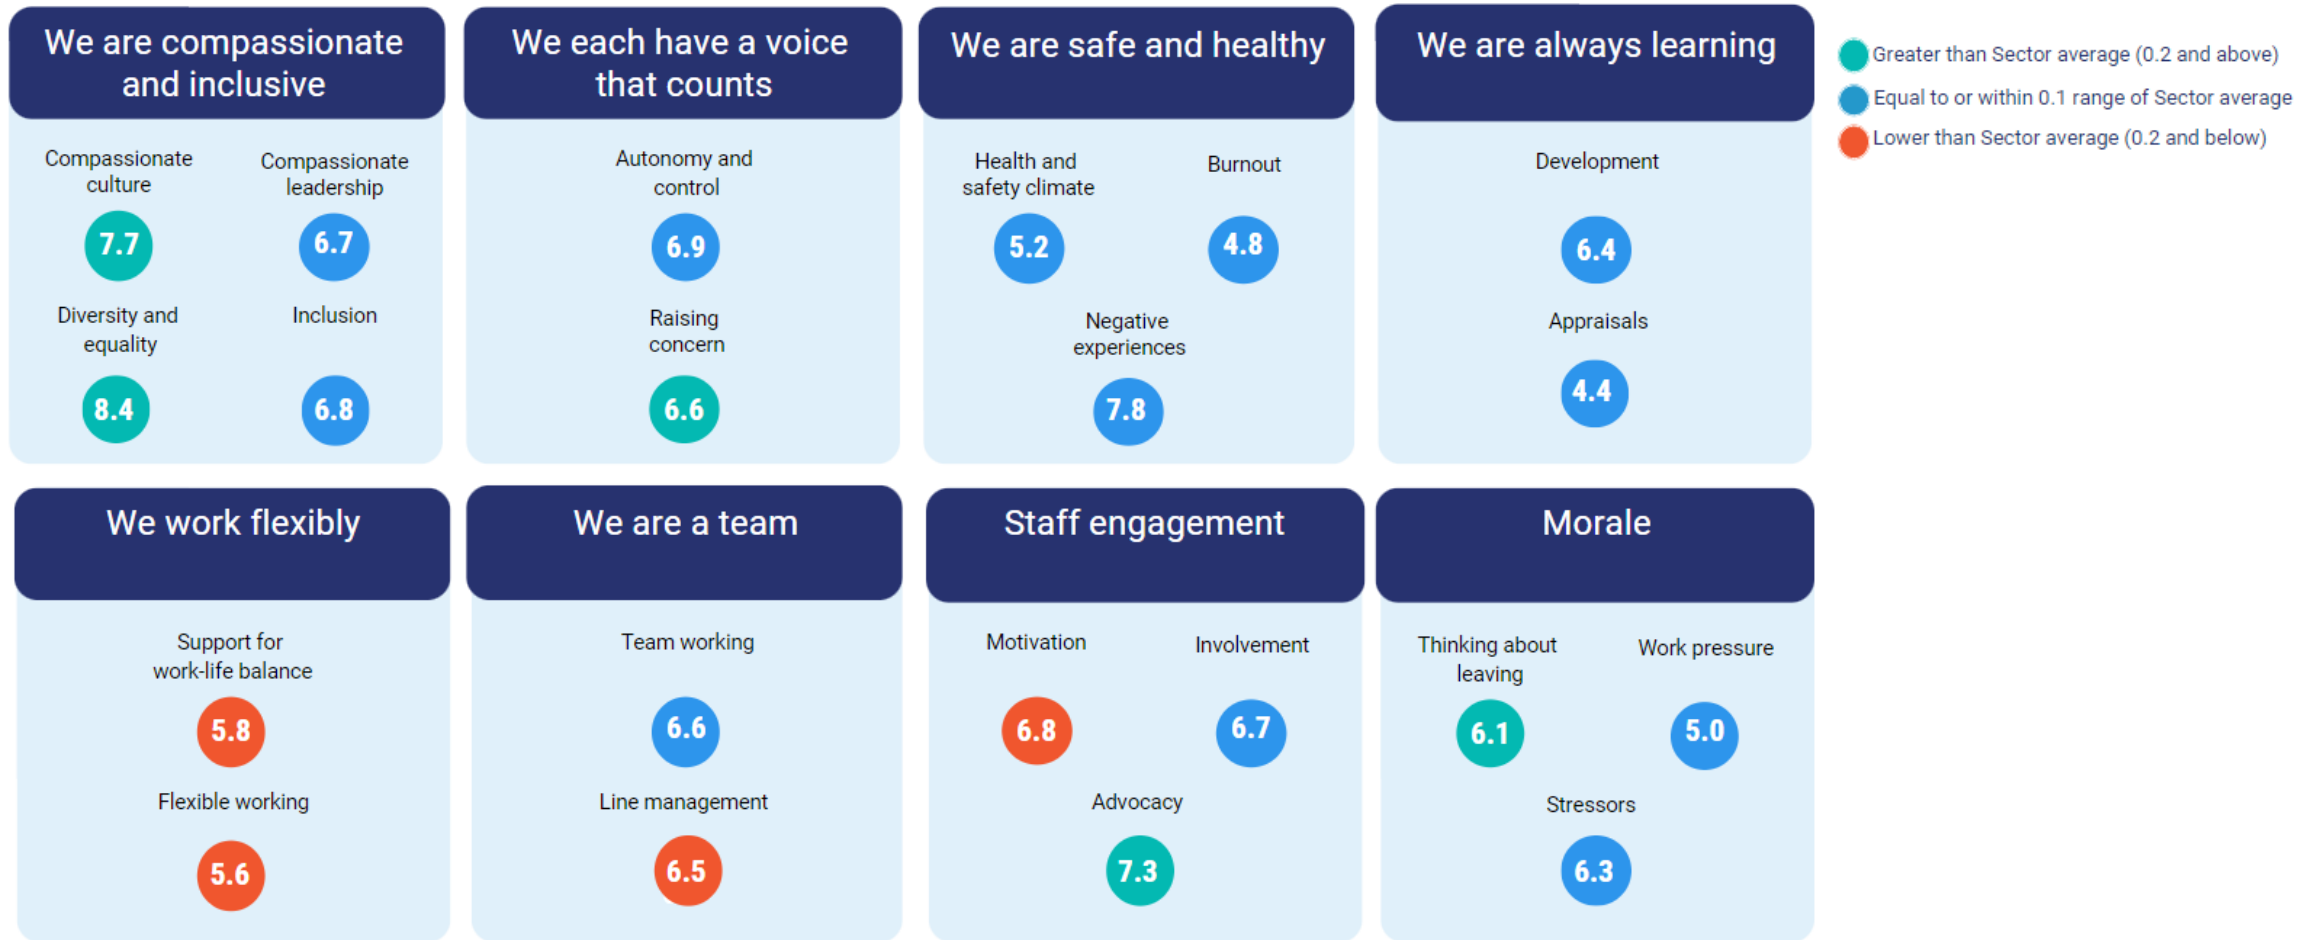 We are compassionate
and inclusive
Compassionate
culture
7.7
Compassionate
leadership
6.7
Diversity and
equality
8.4
Inclusion
6.8
We each have a voice
that counts
Autonomy and
control
6.9
Raising
concern
6.6
We are safe and healthy
Health and
safety climate
5.2
Burnout
4.8
Negative
experiences
7.8
We are always learning
Development
6.4
Appraisals
4.4
Greater than Sector average (0.2 and above)
Equal to or within 0.1 range of Sector average
Lower than Sector average (0.2 and below)
We work flexibly
Support for
work-life balance
5.8
Flexible working
5.6
We are a team
Team working
6.6
Line management
6.5
Staff engagement
Motivation
6.8
Involvement
6.7
Advocacy
7.3
Morale
Thinking about
leaving
6.1
Work pressure
5.0
Stressors
6.3